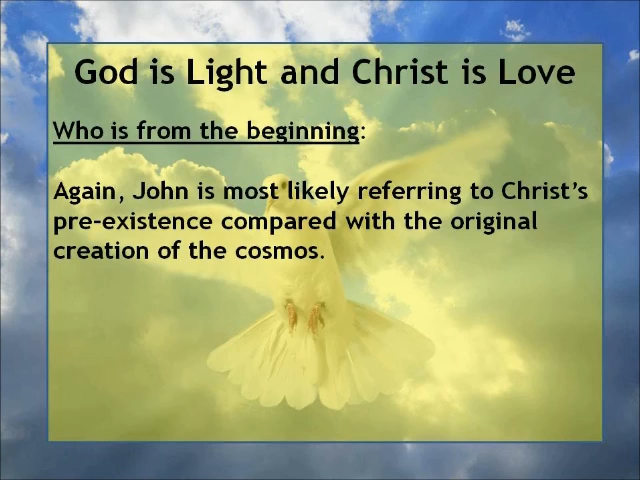 God is Light and Christ is Love
Who is from the beginning:
Again, John is most likely referring to Christ’s
pre-existence compared with the original
creation of the cosmos.